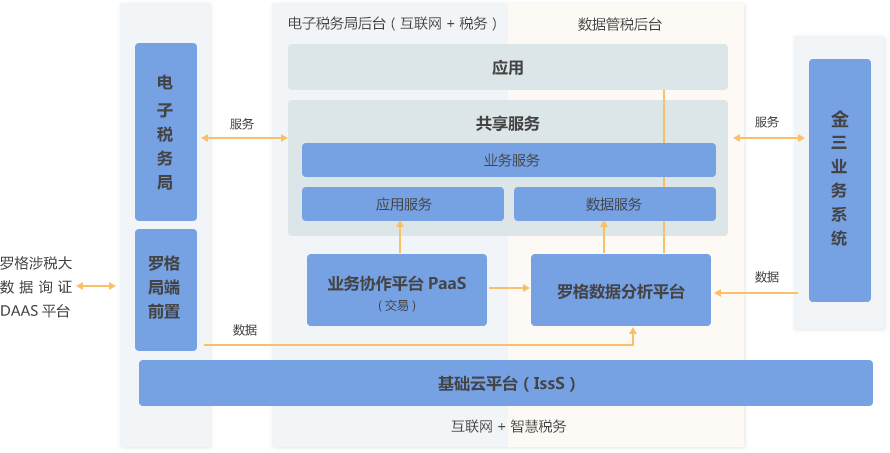 电子税务局后台（互联网 + 税务）
数据管税后台
应用
电
子
税
务
局
服务
共享服务
业务服务
应用服务
数据服务
服务
金
三
业
务
系
统
罗格涉税大
数据询证
DAAS 平台
罗格
局端
前置
业务协作平台 PaaS
（交易）
罗格数据分析平台
数据
数据
基础云平台（IssS）
互联网 + 智慧税务